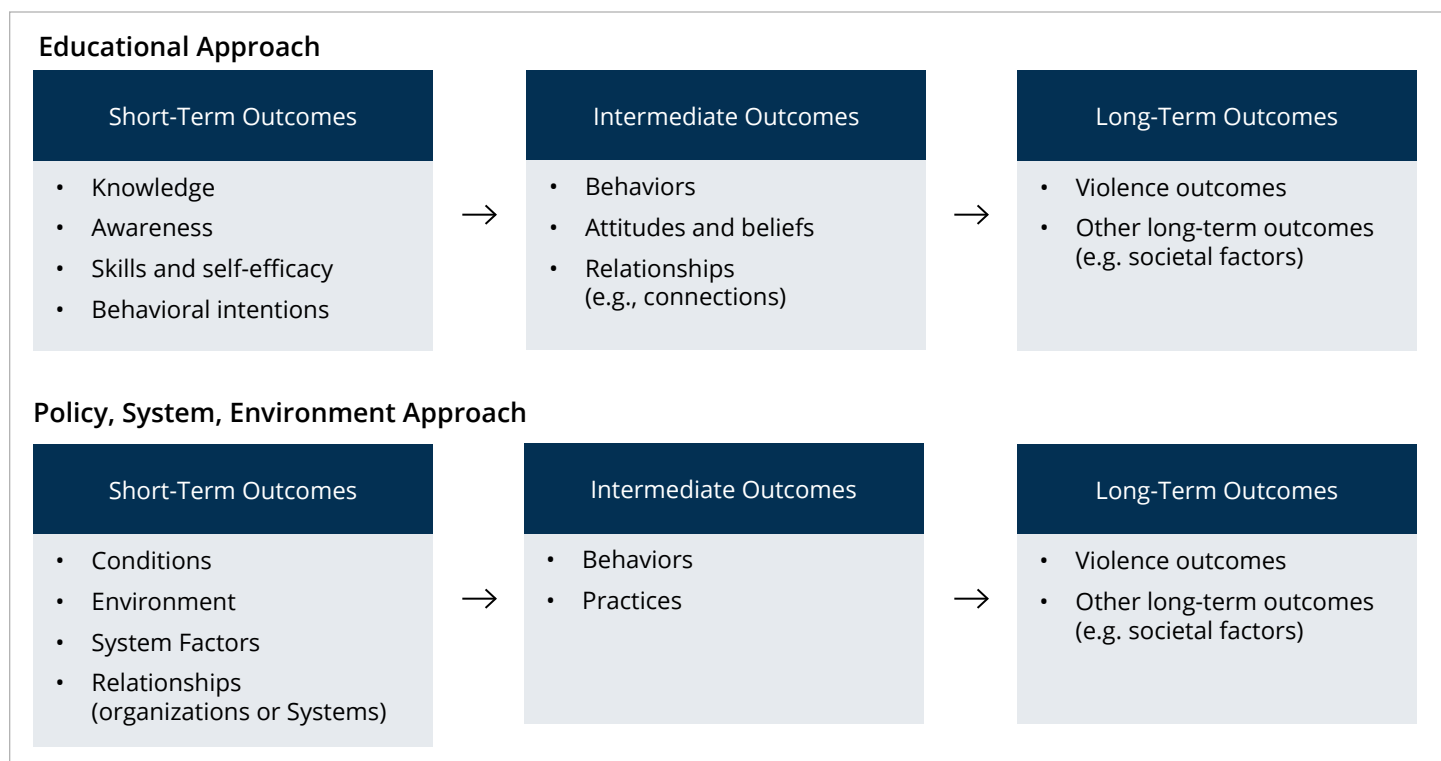 Educational Approach
Short-Term Outcomes
• Knowledge
• Awareness
• Skills and self-efficacy
• Behavioral intentions
→
Intermediate Outcomes
• Behaviors
• Attitudes and beliefs
• Relationships
(e.g., connections)
→
Long-Term Outcomes
• Violence outcomes
• Other long-term outcomes
(e.g. societal factors)
Policy, System, Environment Approach
Short-Term Outcomes
• Conditions
• Environment
• System Factors
• Relationships
(organizations or Systems)
→
Intermediate Outcomes
• Behaviors
• Practices
→
Long-Term Outcomes
• Violence outcomes
• Other long-term outcomes
(e.g. societal factors)